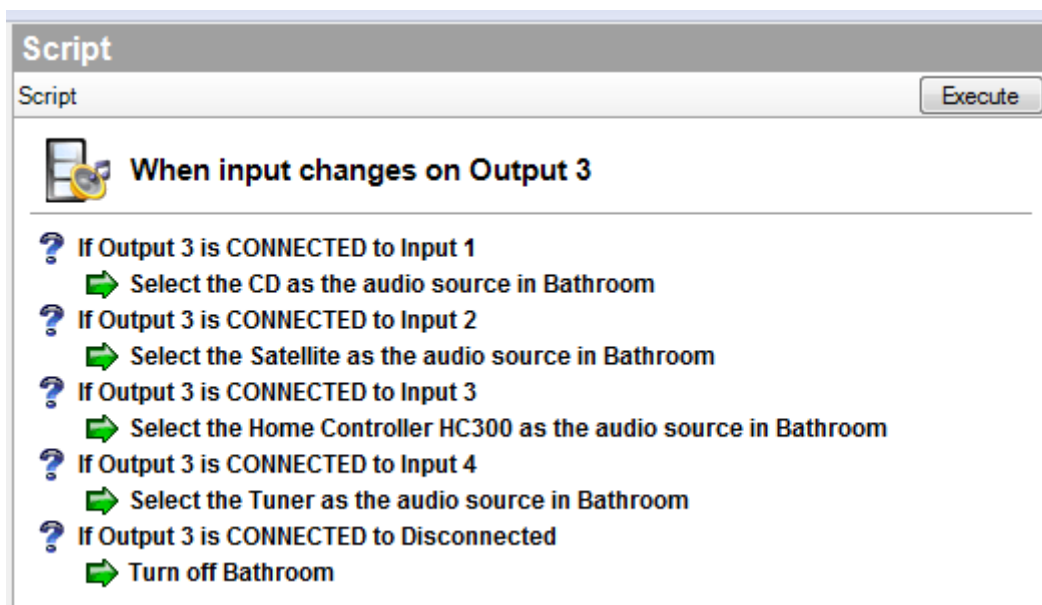 Script
Script
Execute
When input changes on Output 3
If Output 3 is CONNECTED to Input 1
Select the CD as the audio source in Bathroom
If Output 3 is CONNECTED to Input 2
Select the Satellite as the audio source in Bathroom
If Output 3 is CONNECTED to Input 3
Select the Home Controller HC300 as the audio source in Bathroom
If Output 3 is CONNECTED to Input 4
Select the Tuner as the audio source in Bathroom
If Output 3 is CONNECTED to Disconnected
Turn off Bathroom